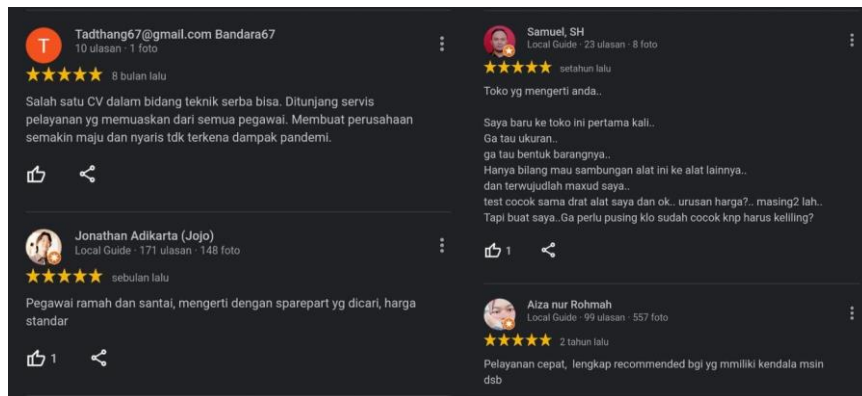 Tadthang67@gmail.com Bandara67
10 ulasan · 1 foto
8 bulan lalu
Salah satu CV dalam bidang teknik serba bisa. Ditunjang servis
pelayanan yg memuaskan dari semua pegawai. Membuat perusahaan
semakin maju dan nyaris tdk terkena dampak pandemi.
Jonathan Adikarta (Jojo)
Local Guide · 171 ulasan · 148 foto
sebulan lalu
Pegawai ramah dan santai, mengerti dengan sparepart yg dicari, harga
standar
1
Samuel, SH
Local Guide · 23 ulasan · 8 foto
setahun lalu
Toko yg mengerti anda..
Saya baru ke toko ini pertama kali..
Ga tau ukuran..
ga tau bentuk barangnya..
Hanya bilang mau sambungan alat ini ke alat lainnya..
dan terwujudlah maxud saya..
test cocok sama drat alat saya dan ok.. urusan harga?.. masing2 lah..
Tapi buat saya..Ga perlu pusing klo sudah cocok knp harus keliling?
1
Aiza nur Rohmah
Local Guide · 99 ulasan · 557 foto
2 tahun lalu
Pelayanan cepat, lengkap recommended bgi yg mmiliki kendala msin
dsb
T